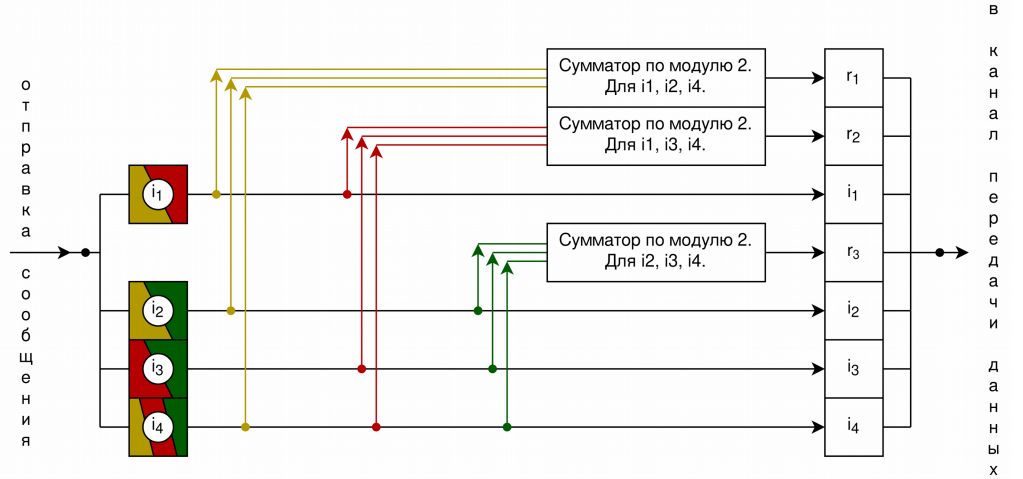 отправка сообщения
i1
i2
i3
i4
Сумматор по модулю 2.
Для i1, i2, i4.
Сумматор по модулю 2.
Для i1, i3, i4.
Сумматор по модулю 2.
Для i2, i3, i4.
r1
r2
i1
r3
i2
i3
i4
в канал передачи данных